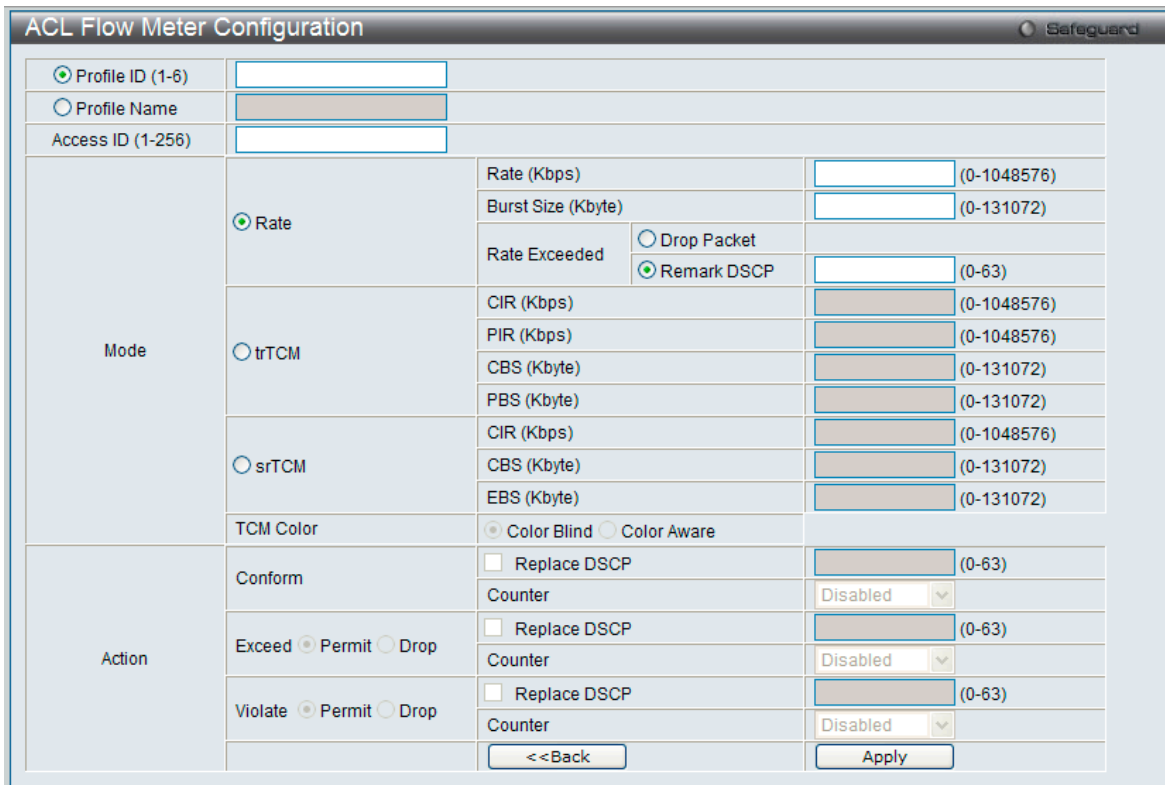 ACL Flow Meter Configuration
Safeguard
Profile ID (1-6)
Profile Name
Access ID (1-256)
Mode
Rate
Rate (Kbps) (0-1048576)
Burst Size (Kbyte) (0-131072)
Rate Exceeded
Drop Packet
Remark DSCP (0-63)
trTCM
CIR (Kbps) (0-1048576)
PIR (Kbps) (0-1048576)
CBS (Kbyte) (0-131072)
PBS (Kbyte) (0-131072)
srTCM
CIR (Kbps) (0-1048576)
CBS (Kbyte) (0-131072)
EBS (Kbyte) (0-131072)
TCM Color Color Blind Color Aware
Action
Conform
Replace DSCP (0-63)
Counter Disabled
Exceed Permit Drop
Replace DSCP (0-63)
Counter Disabled
Violate Permit Drop
Replace DSCP (0-63)
Counter Disabled
<<Back Apply